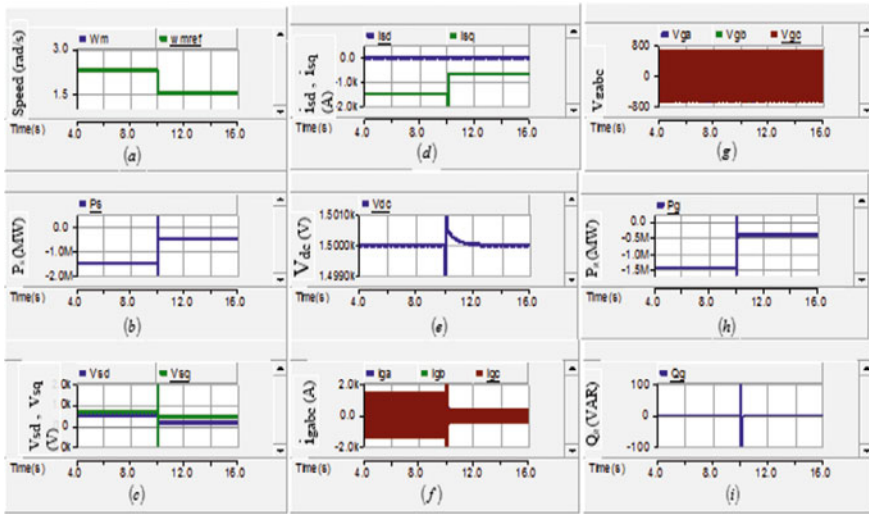 Wm wmref
Speed (rad/s)
3.0
1.5
Time(s) 4.0 8.0 12.0 16.0
(a)
Isd Isq
isd , isq
(A)
0.0
-1.0k
-2.0k
Time(s) 4.0 8.0 12.0 16.0
(d)
Vga Vgb Vgc
Vgabc
800
0
-800
Time(s) 4.0 8.0 12.0 16.0
(g)
Ps
(MW)
0.0
-1.0M
-2.0M
Time(s) 4.0 8.0 12.0 16.0
(b)
Vdc
Vdc (V)
1.5010k
1.5000k
1.4990k
Time(s) 4.0 8.0 12.0 16.0
(e)
Pg
(MW)
0.0
-0.5M
-1.0M
-1.5M
Time(s) 4.0 8.0 12.0 16.0
(h)
Vsd Vsq
Vsd , Vsq
(V)
Time(s) 4.0 8.0 12.0 16.0
(c)
Iga Igb Igc
igabc (A)
2.0k
0.0
-2.0k
Time(s) 4.0 8.0 12.0 16.0
(f)
Qg
(VAR)
100
0
-100
Time(s) 4.0 8.0 12.0 16.0
(i)